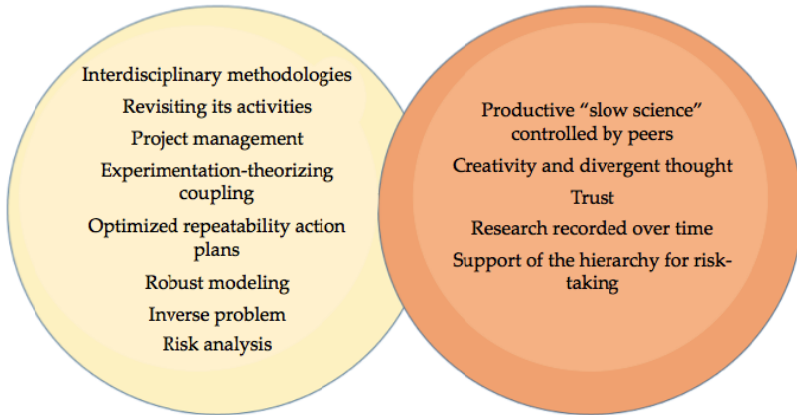 Interdisciplinary methodologies
Revisiting its activities
Project management
Experimentation-theorizing
coupling
Optimized repeatability action
plans
Robust modeling
Inverse problem
Risk analysis
Productive “slow science”
controlled by peers
Creativity and divergent thought
Trust
Research recorded over time
Support of the hierarchy for risk-
taking